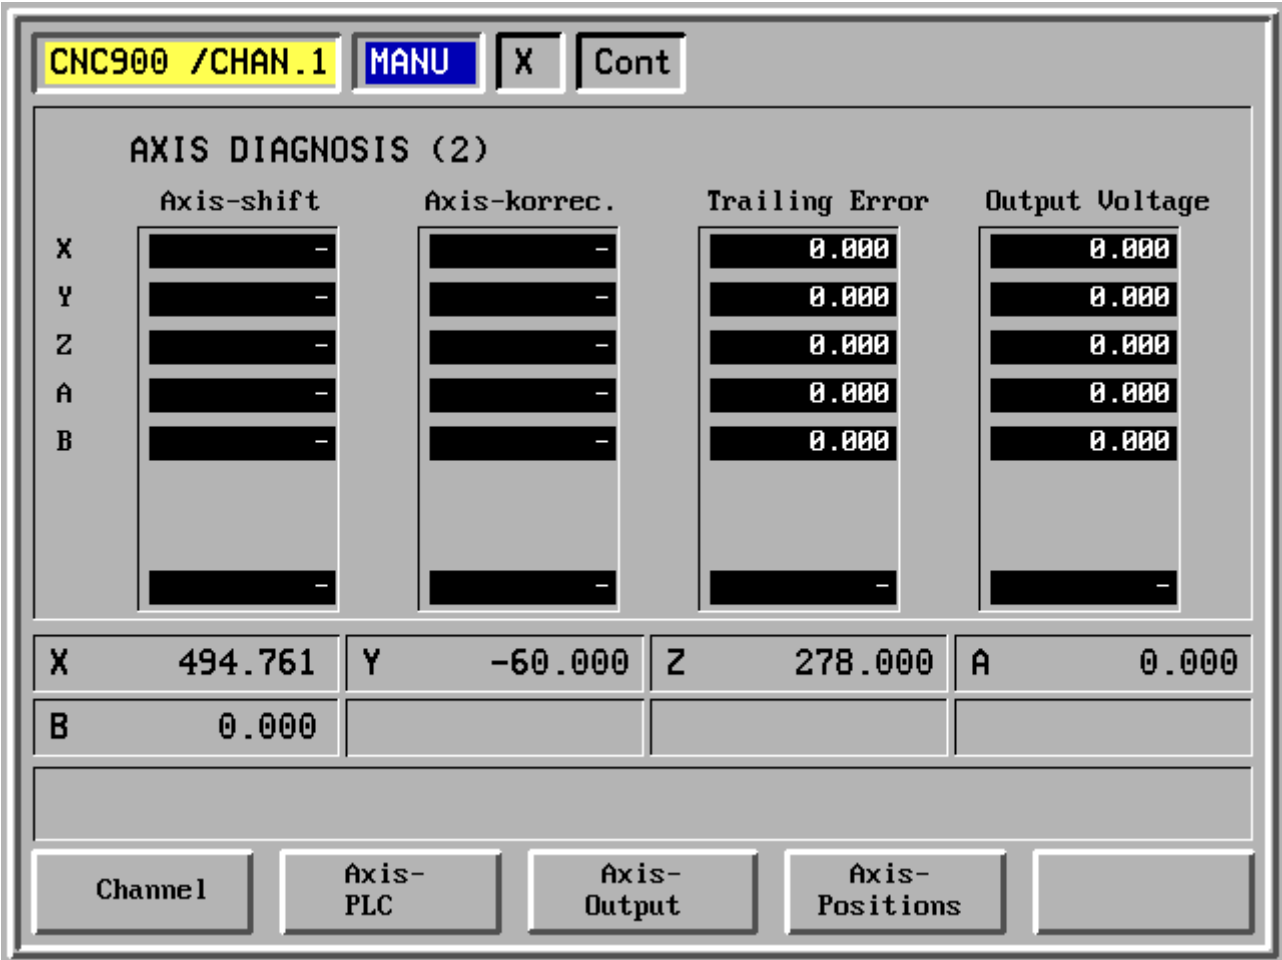 CNC900 /CHAN.1 MANU X Cont
AXIS DIAGNOSIS (2)
Axis-shift Axis-korrec. Trailing Error Output Voltage
X - - 0.000 0.000
Y - - 0.000 0.000
Z - - 0.000 0.000
A - - 0.000 0.000
B - - 0.000 0.000
- - - -
X 494.761 Y -60.000 Z 278.000 A 0.000
B 0.000
Channel
Axis-
PLC
Axis-
Output
Axis-
Positions